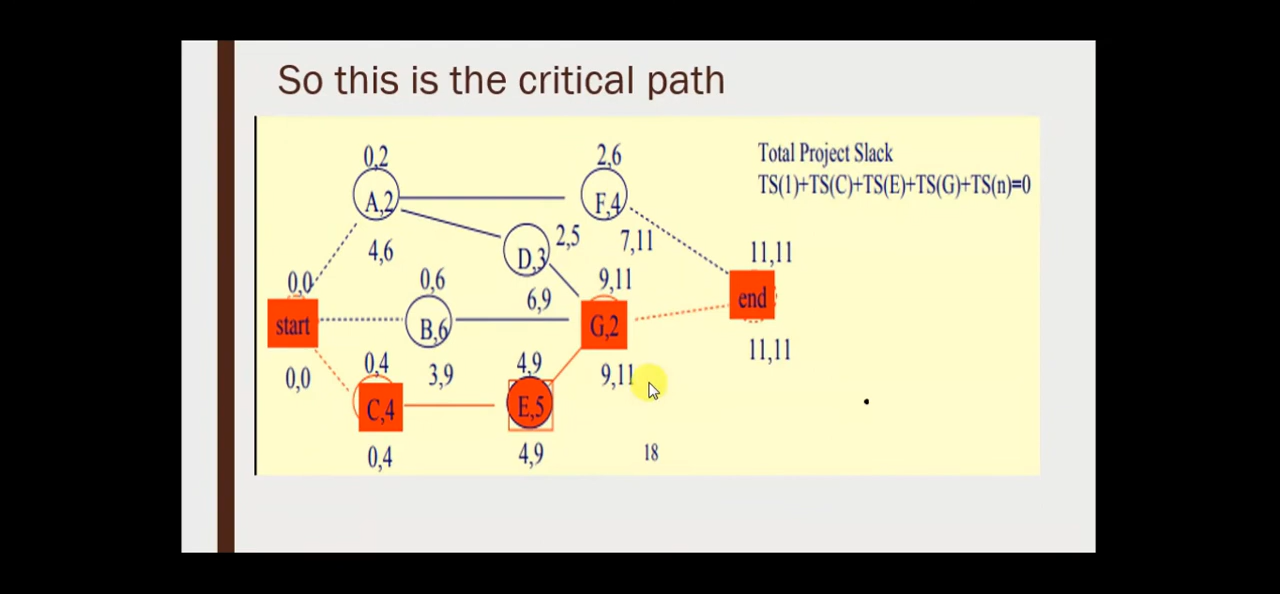 So this is the critical path
Total Project Slack
TS(1)+TS(C)+TS(E)+TS(G)+TS(n)=0
0,2
A,2
4,6
2,6
F,4
7,11
2,5
D,3
6,9
0,0
start
0,0
0,6
B,6
3,9
9,11
G,2
9,11
11,11
end
11,11
0,4
C,4
0,4
4,9
E,5
4,9
18